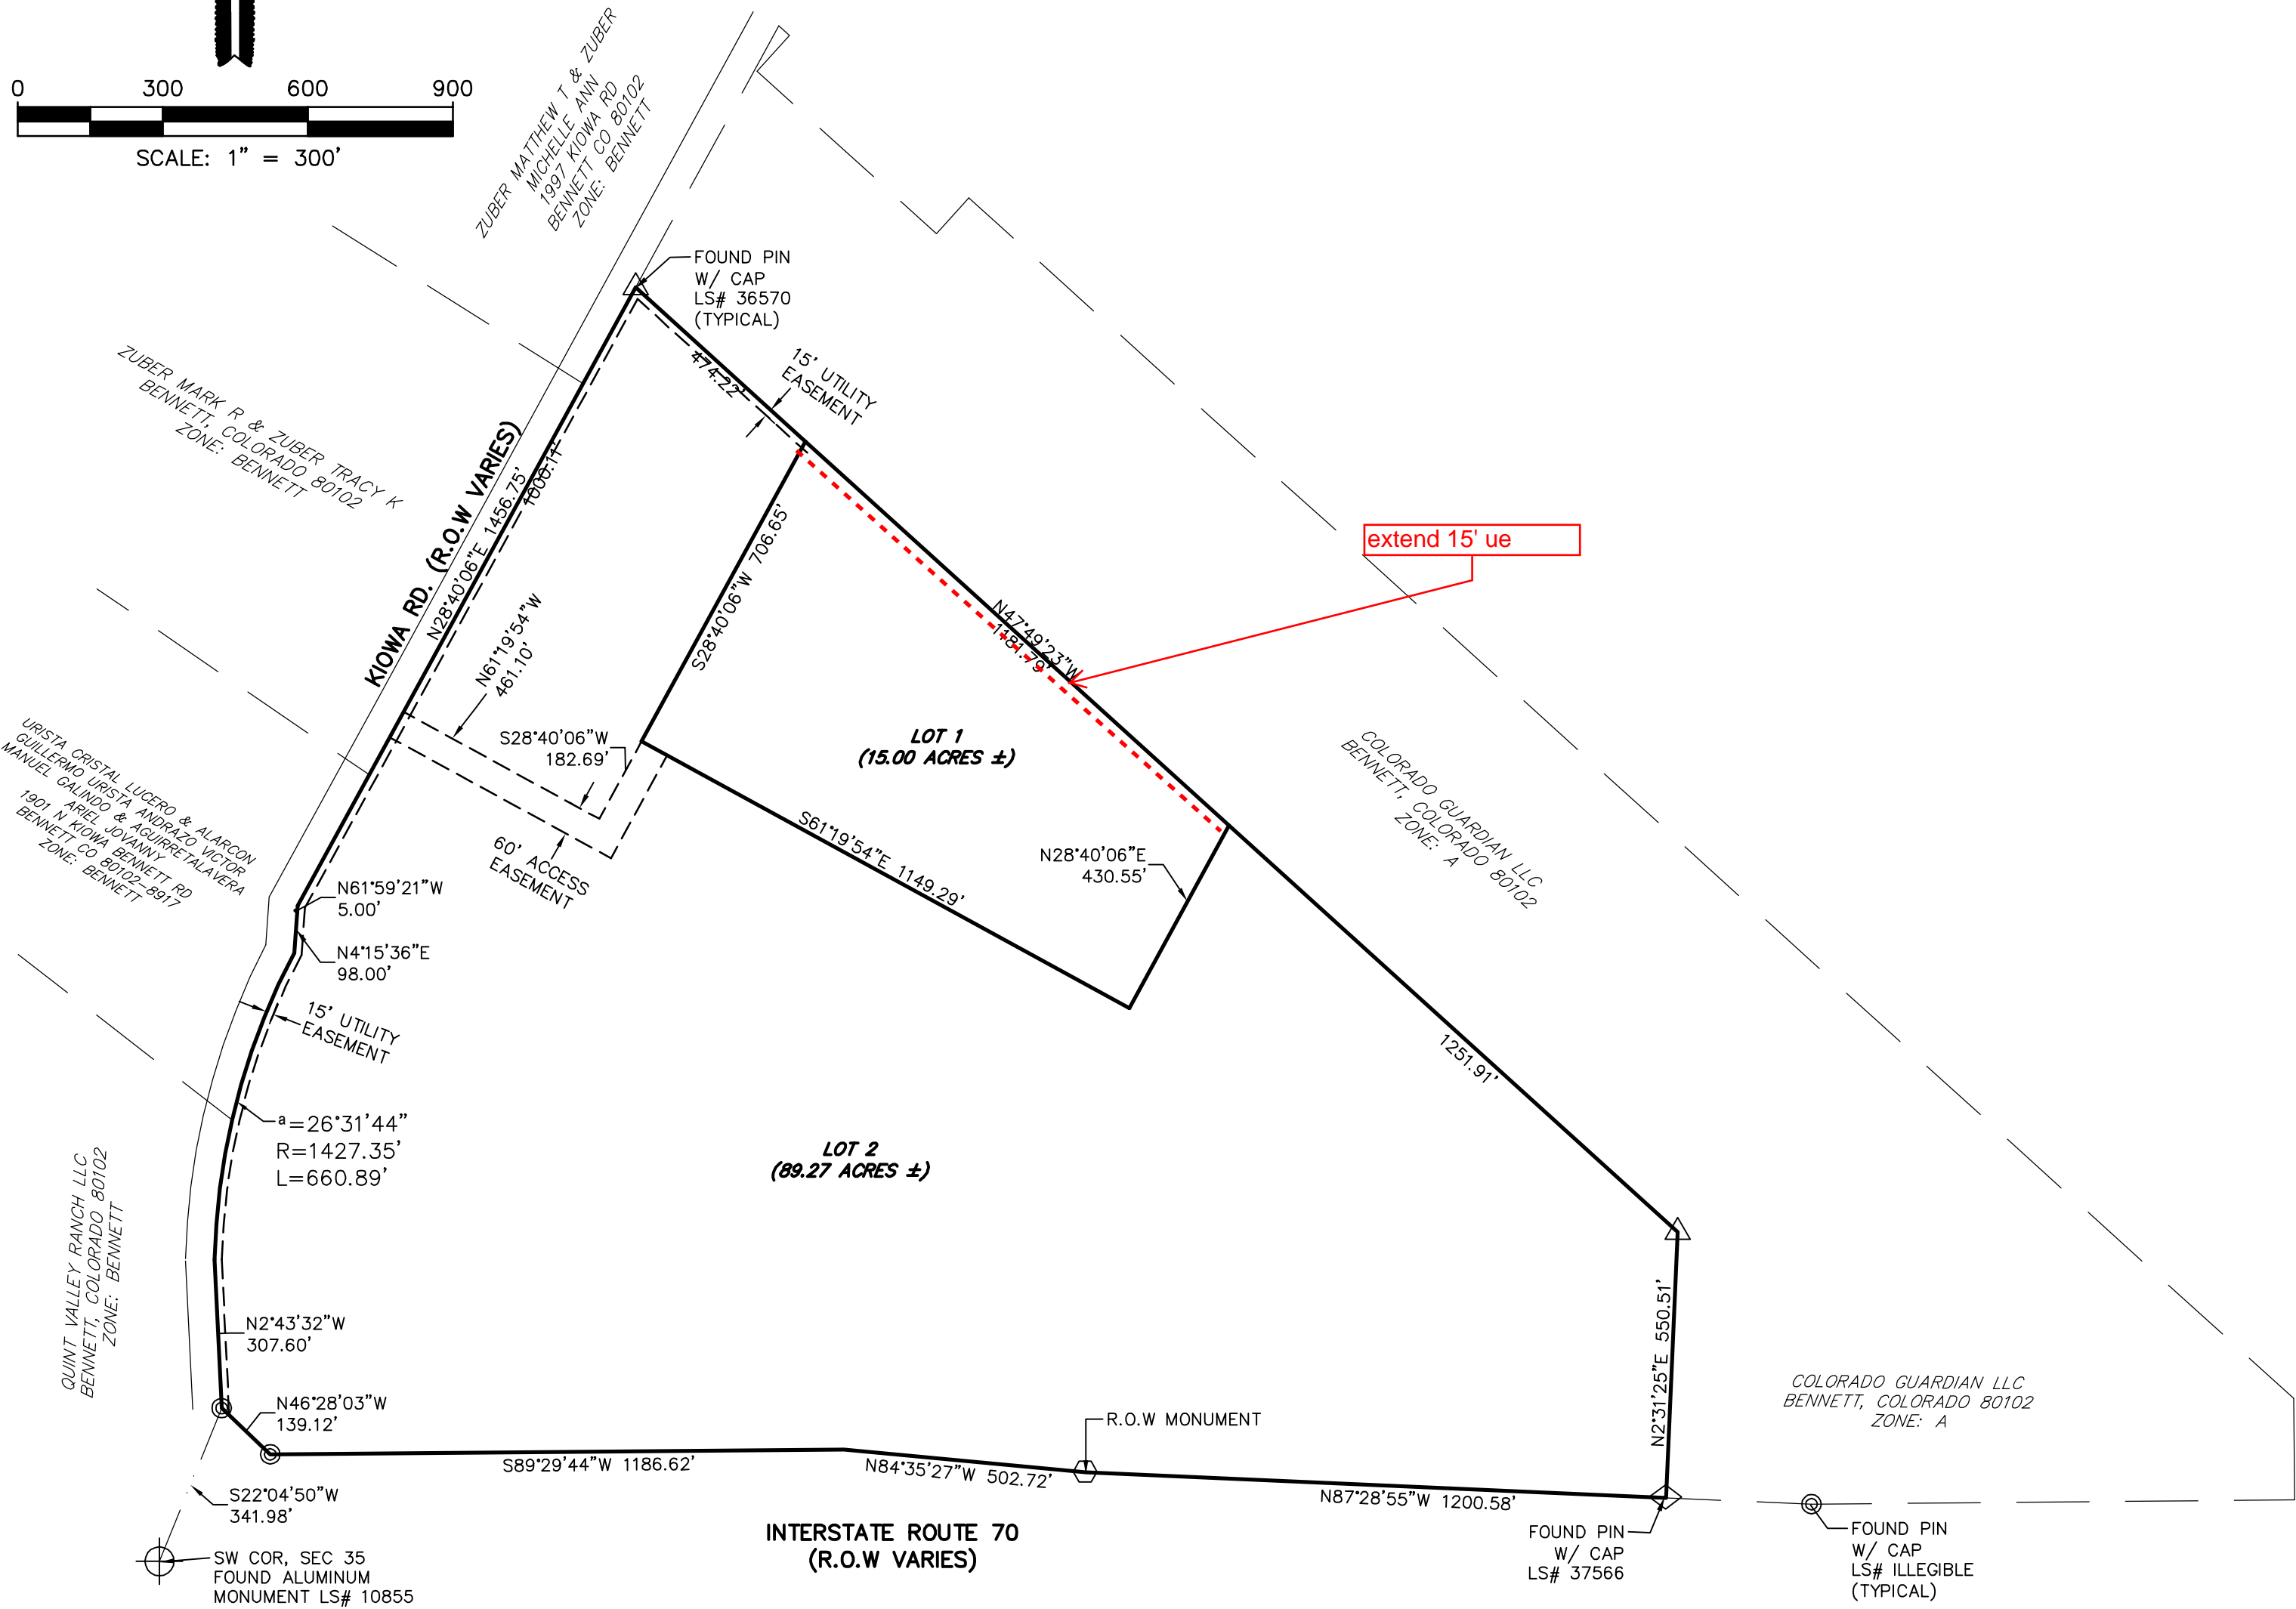 0 300 600 900
SCALE: 1" = 300'
ZUBER MATTHEW T & ZUBER
MICHELLE ANN
1997 KIOWA RD
BENNETT CO 80102
ZONE: BENNETT
FOUND PIN
W/ CAP
LS# 36570
(TYPICAL)
15' UTILITY
EASEMENT
474.22'
ZUBER MARK R & ZUBER TRACY K
BENNETT, COLORADO 80102
ZONE: BENNETT
KIOWA RD. (R.O.W VARIES)
N28°40'06"E 1456.75'
1000.11'
S28°40'06"W 706.65'
extend 15' ue
N47°49'23"W
1181.79'
N61°19'54"W
461.10'
S28°40'06"W
182.69'
LOT 1
(15.00 ACRES ±)
URISTA CRISTAL LUCERO & ALARCON
GUILLERMO URISTA ANDRAZO VICTOR
MANUEL GALINDO & AGUIRRETALAVERA
ARIEL JOVANNY
1901 N KIOWA BENNETT RD
BENNETT CO 80102-8917
ZONE: BENNETT
COLORADO GUARDIAN LLC
BENNETT, COLORADO 80102
ZONE: A
60' ACCESS
EASEMENT
S61°19'54"E 1149.29'
N28°40'06"E
430.55'
N61°59'21"W
5.00'
N4°15'36"E
98.00'
15' UTILITY
EASEMENT
1251.91'
a=26°31'44"
R=1427.35'
L=660.89'
LOT 2
(89.27 ACRES ±)
QUINT VALLEY RANCH LLC
BENNETT, COLORADO 80102
ZONE: BENNETT
N2°43'32"W
307.60'
N2°31'25"E 550.51'
COLORADO GUARDIAN LLC
BENNETT, COLORADO 80102
ZONE: A
N46°28'03"W
139.12'
R.O.W MONUMENT
S89°29'44"W 1186.62'
N84°35'27"W 502.72'
N87°28'55"W 1200.58'
S22°04'50"W
341.98'
INTERSTATE ROUTE 70
(R.O.W VARIES)
FOUND PIN
W/ CAP
LS# 37566
FOUND PIN
W/ CAP
LS# ILLEGIBLE
(TYPICAL)
SW COR, SEC 35
FOUND ALUMINUM
MONUMENT LS# 10855